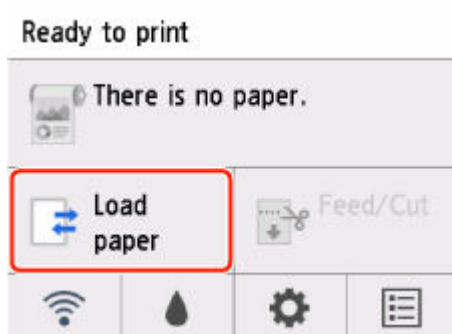 Ready to print
There is no paper.
Load
paper
Feed/Cut